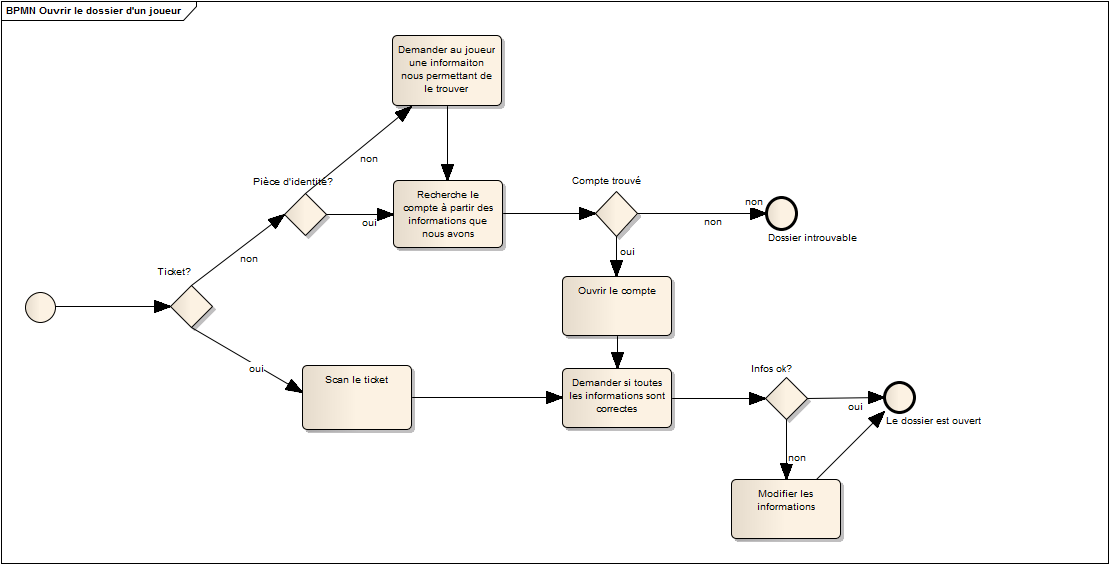 BPMN Ouvrir le dossier d'un joueur
Demander au joueur
une informaiton
nous permettant de
le trouver
non
Pièce d'identité?
oui
Recherche le
compte à partir des
informations que
nous avons
Compte trouvé
non
non
Dossier introuvable
oui
Ticket?
non
oui
Ouvrir le compte
Scan le ticket
Demander si toutes
les informations sont
correctes
Infos ok?
oui
Le dossier est ouvert
non
Modifier les
informations